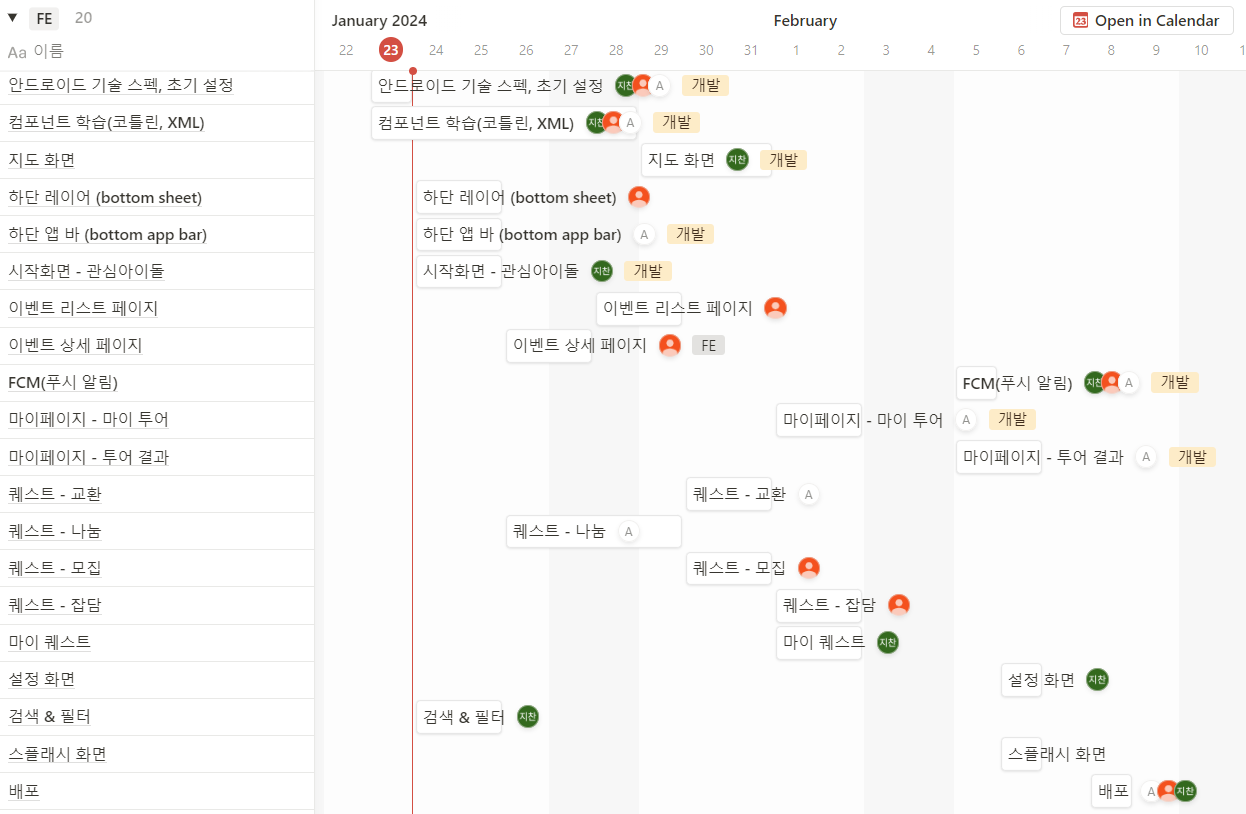 FE 20
January 2024 February Open in Calendar
Aa 이름
22 23 24 25 26 27 28 29 30 31 1 2 3 4 5 6 7 8 9 10 1
안드로이드 기술 스펙, 초기 설정 안드로이드 기술 스펙, 초기 설정 지찬 A 개발
컴포넌트 학습(코틀린, XML) 컴포넌트 학습(코틀린, XML) 지찬 A 개발
지도 화면 지도 화면 지찬 개발
하단 레이어 (bottom sheet) 하단 레이어 (bottom sheet)
하단 앱 바 (bottom app bar) 하단 앱 바 (bottom app bar) A 개발
시작화면 - 관심아이돌 시작화면 - 관심아이돌 지찬 개발
이벤트 리스트 페이지 이벤트 리스트 페이지
이벤트 상세 페이지 이벤트 상세 페이지 FE
FCM(푸시 알림) FCM(푸시 알림) 지찬 A 개발
마이페이지 - 마이 투어 마이페이지 - 마이 투어 A 개발
마이페이지 - 투어 결과 마이페이지 - 투어 결과 A 개발
퀘스트 - 교환 퀘스트 - 교환 A
퀘스트 - 나눔 퀘스트 - 나눔 A
퀘스트 - 모집 퀘스트 - 모집
퀘스트 - 잡담 퀘스트 - 잡담
마이 퀘스트 마이 퀘스트 지찬
설정 화면 설정 화면 지찬
검색 & 필터 검색 & 필터 지찬
스플래시 화면 스플래시 화면
배포 배포 A 지찬